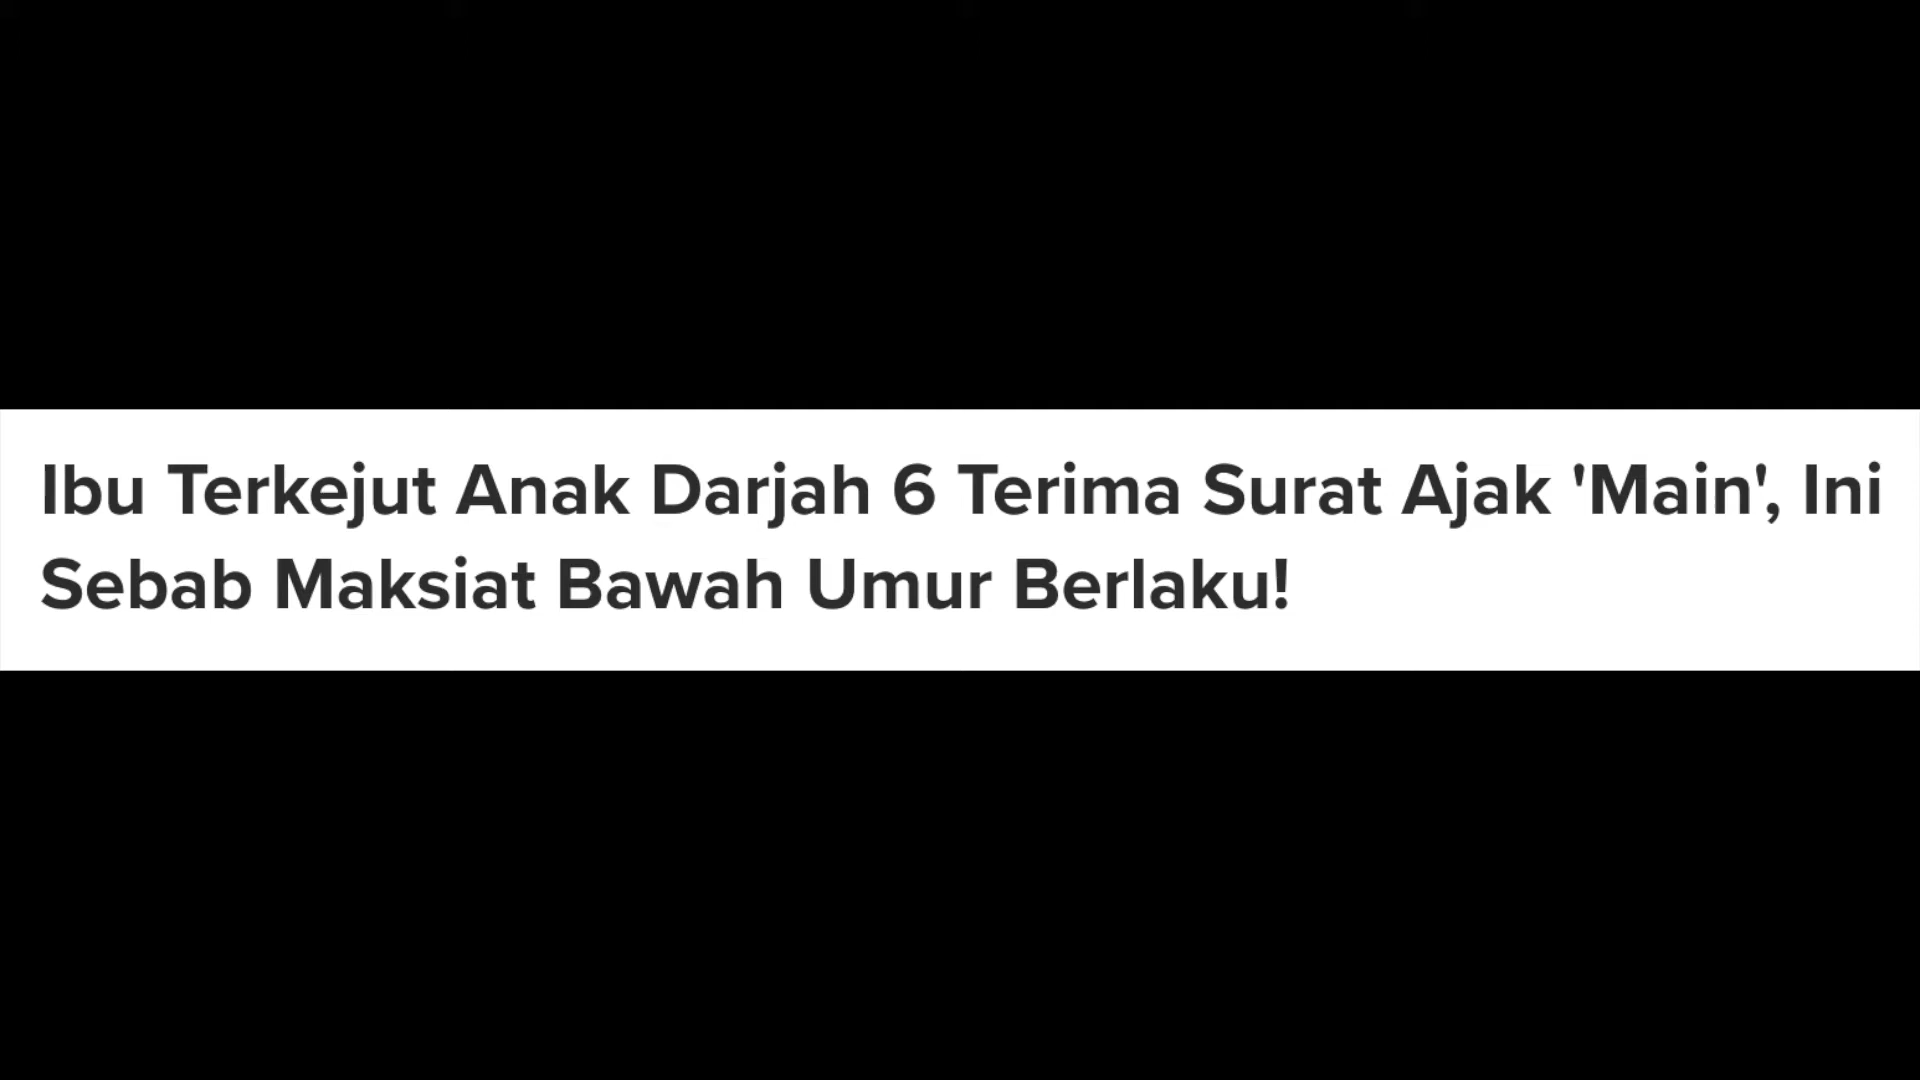 Ibu Terkejut Anak Darjah 6 Terima Surat Ajak 'Main', Ini
Sebab Maksiat Bawah Umur Berlaku!